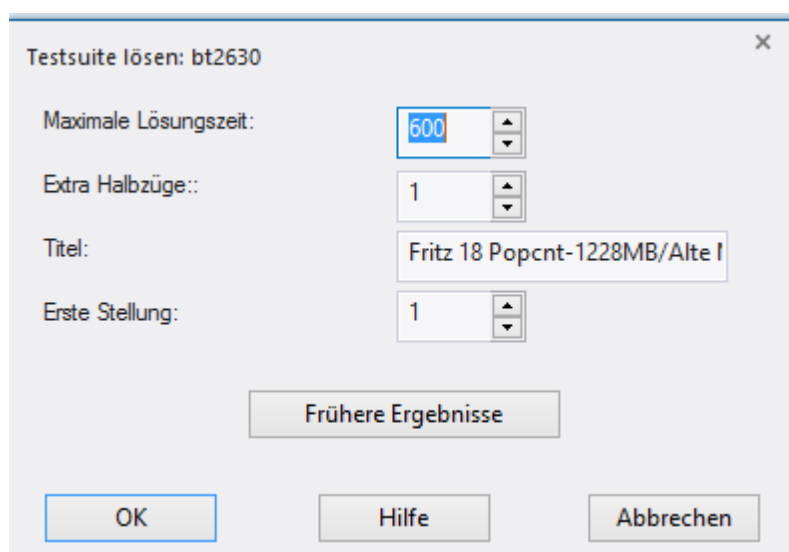 Testsuite lösen: bt2630
Maximale Lösungszeit: 600
Extra Halbzüge:: 1
Titel: Fritz 18 Popcnt-1228MB/Alte
Erste Stellung: 1
Frühere Ergebnisse
OK Hilfe Abbrechen